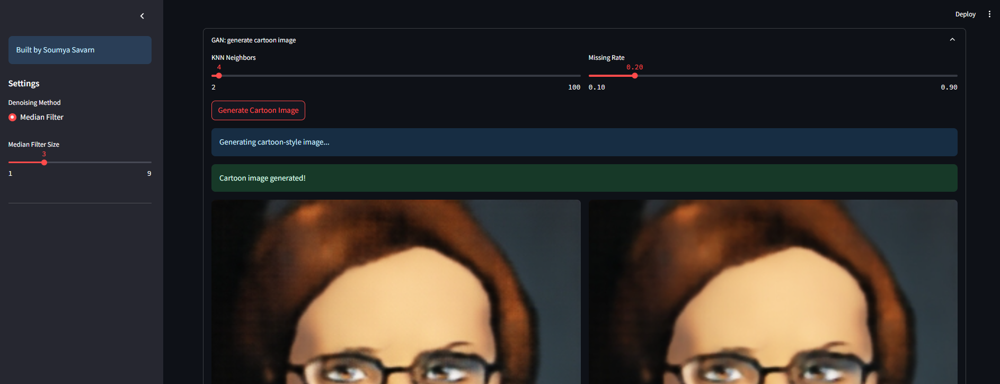 Deploy
Built by Soumya Savarn
Settings
Denoising Method
Median Filter
Median Filter Size
3
1 9
GAN: generate cartoon image
KNN Neighbors
4
2 100
Missing Rate
0.20
0.10 0.90
Generate Cartoon Image
Generating cartoon-style image...
Cartoon image generated!